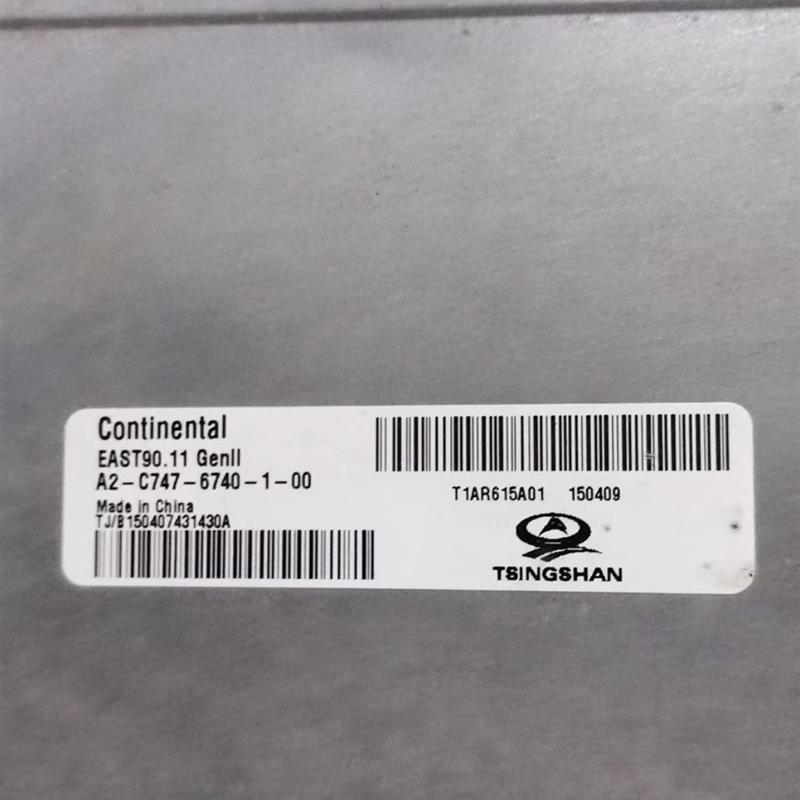 Continental
EAST90.11 GenII
A2-C747-6740-1-00
Made in China
TJ/B150407431430A
T1AR615A01 150409
TSINGSHAN